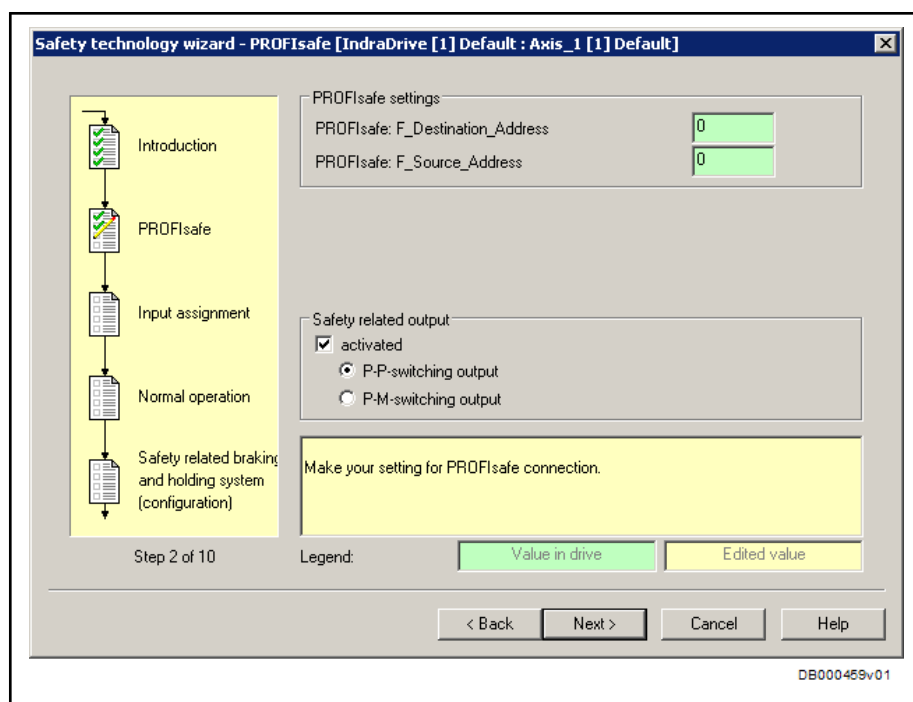 Safety technology wizard - PROFIsafe [IndraDrive [1] Default : Axis_1 [1] Default]
Introduction
PROFIsafe
Input assignment
Normal operation
Safety related braking
and holding system
(configuration)
Step 2 of 10
PROFIsafe settings
PROFIsafe: F_Destination_Address
0
PROFIsafe: F_Source_Address
0
Safety related output
activated
P-P-switching output
P-M-switching output
Make your setting for PROFIsafe connection.
Legend:
Value in drive
Edited value
< Back
Next >
Cancel
Help
DB000459v01